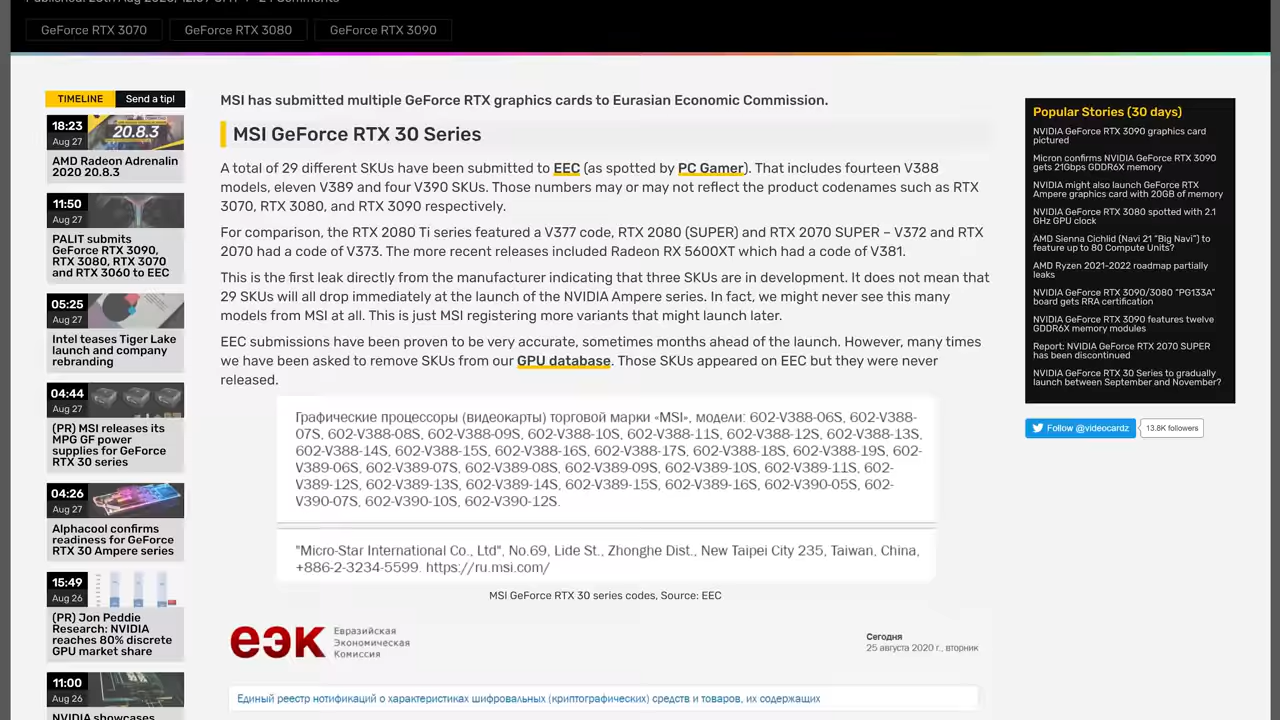 GeForce RTX 3070
GeForce RTX 3080
GeForce RTX 3090
TIMELINE
Send a tip!
18:23
Aug 27
20.8.3
AMD Radeon Adrenalin
2020 20.8.3
11:50
Aug 27
PALIT submits
GeForce RTX 3090,
RTX 3080, RTX 3070
and RTX 3060 to EEC
05:25
Aug 27
Intel teases Tiger Lake
launch and company
rebranding
04:44
Aug 27
(PR) MSI releases its
MPG GF power
supplies for GeForce
RTX 30 series
04:26
Aug 27
Alphacool confirms
readiness for GeForce
RTX 30 Ampere series
15:49
Aug 26
(PR) Jon Peddie
Research: NVIDIA
reaches 80% discrete
GPU market share
11:00
Aug 26
NVIDIA showcases
MSI has submitted multiple GeForce RTX graphics cards to Eurasian Economic Commission.
MSI GeForce RTX 30 Series
A total of 29 different SKUs have been submitted to EEC (as spotted by PC Gamer). That includes fourteen V388
models, eleven V389 and four V390 SKUs. Those numbers may or may not reflect the product codenames such as RTX
3070, RTX 3080, and RTX 3090 respectively.
For comparison, the RTX 2080 Ti series featured a V377 code, RTX 2080 (SUPER) and RTX 2070 SUPER – V372 and RTX
2070 had a code of V373. The more recent releases included Radeon RX 5600XT which had a code of V381.
This is the first leak directly from the manufacturer indicating that three SKUs are in development. It does not mean that
29 SKUs will all drop immediately at the launch of the NVIDIA Ampere series. In fact, we might never see this many
models from MSI at all. This is just MSI registering more variants that might launch later.
EEC submissions have been proven to be very accurate, sometimes months ahead of the launch. However, many times
we have been asked to remove SKUs from our GPU database. Those SKUs appeared on EEC but they were never
released.
Графические процессоры (видеокарты) торговой марки «MSI», модели: 602-V388-06S, 602-V388-
07S, 602-V388-08S, 602-V388-09S, 602-V388-10S, 602-V388-11S, 602-V388-12S, 602-V388-13S,
602-V388-14S, 602-V388-15S, 602-V388-16S, 602-V388-17S, 602-V388-18S, 602-V388-19S, 602-
V389-06S, 602-V389-07S, 602-V389-08S, 602-V389-09S, 602-V389-10S, 602-V389-11S, 602-
V389-12S, 602-V389-13S, 602-V389-14S, 602-V389-15S, 602-V389-16S, 602-V390-05S, 602-
V390-07S, 602-V390-10S, 602-V390-12S.
"Micro-Star International Co., Ltd", No.69, Lide St., Zhonghe Dist., New Taipei City 235, Taiwan, China,
+886-2-3234-5599. https://ru.msi.com/
MSI GeForce RTX 30 series codes, Source: EEC
еэк
Евразийская
Экономическая
Комиссия
Сегодня
25 августа 2020 г., вторник
Единый реестр нотификаций о характеристиках шифровальных (криптографических) средств и товаров, их содержащих
Popular Stories (30 days)
NVIDIA GeForce RTX 3090 graphics card
pictured
Micron confirms NVIDIA GeForce RTX 3090
gets 21Gbps GDDR6X memory
NVIDIA might also launch GeForce RTX
Ampere graphics card with 20GB of memory
NVIDIA GeForce RTX 3080 spotted with 2.1
GHz GPU clock
AMD Sienna Cichlid (Navi 21 “Big Navi”) to
feature up to 80 Compute Units?
AMD Ryzen 2021-2022 roadmap partially
leaks
NVIDIA GeForce RTX 3090/3080 “PG133A”
board gets RRA certification
NVIDIA GeForce RTX 3090 features twelve
GDDR6X memory modules
Report: NVIDIA GeForce RTX 2070 SUPER
has been discontinued
NVIDIA GeForce RTX 30 Series to gradually
launch between September and November?
Follow @videocardz
13.8K followers